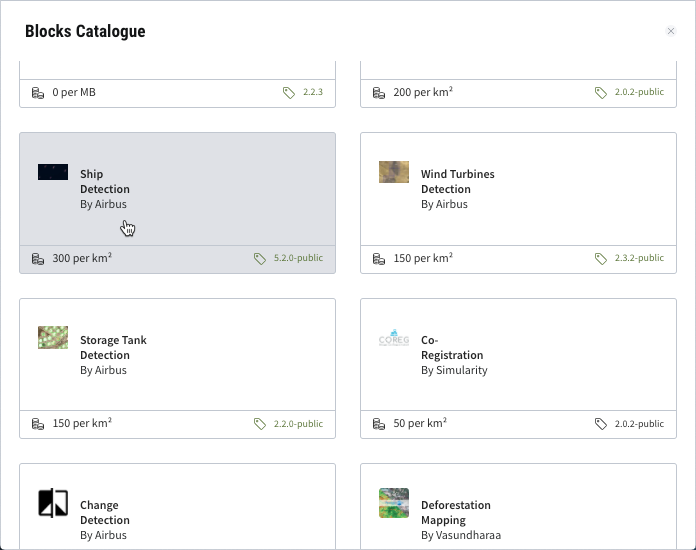 Blocks Catalogue
0 per MB
2.2.3
200 per km²
2.0.2-public
Ship
Detection
By Airbus
300 per km²
5.2.0-public
Wind Turbines
Detection
By Airbus
150 per km²
2.3.2-public
Storage Tank
Detection
By Airbus
150 per km²
2.2.0-public
COREG
Co-
Registration
By Simularity
50 per km²
2.0.2-public
Change
Detection
By Airbus
Deforestation
Mapping
By Vasundharaa